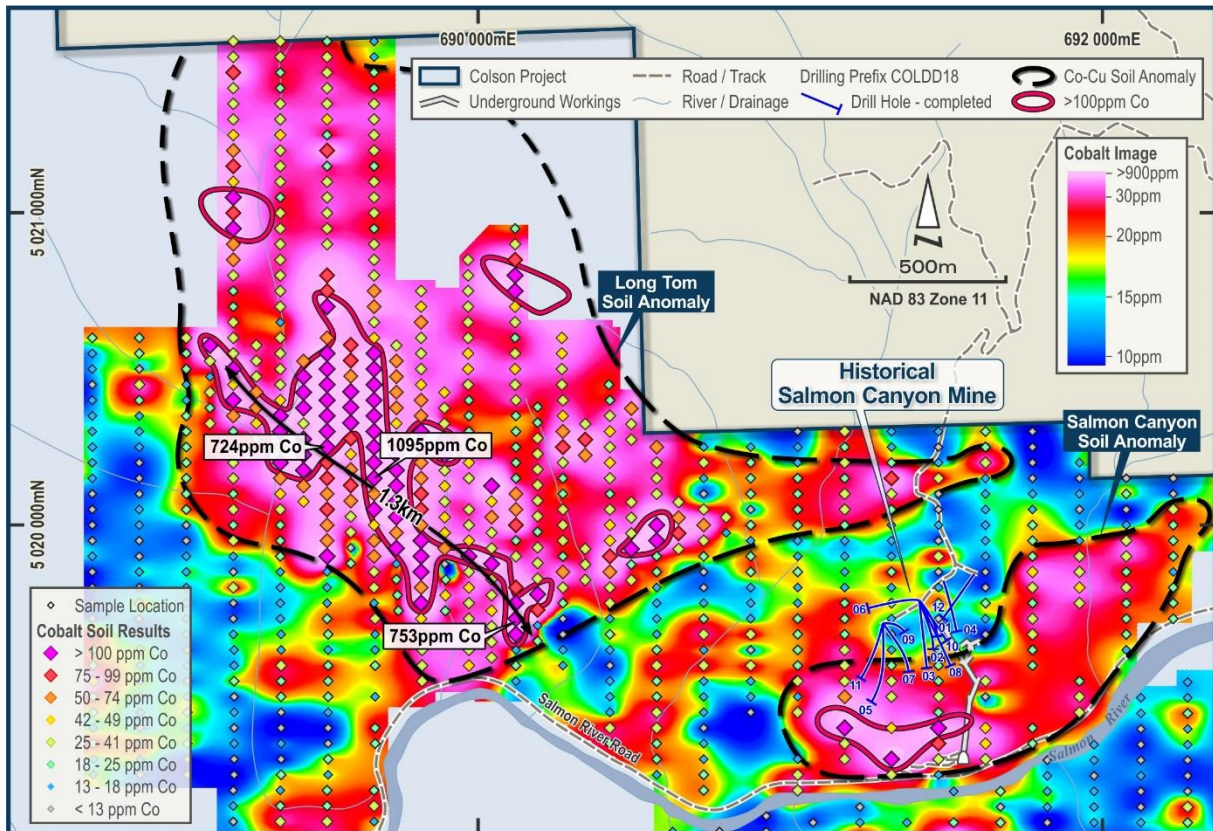 690 000mE
692 000mE
Colson Project
Road / Track
Drilling Prefix COLDD18
Co-Cu Soil Anomaly
Underground Workings
River / Drainage
Drill Hole - completed
>100ppm Co
Cobalt Image
>900ppm
30ppm
20ppm
15ppm
10ppm
5 021 000mN
N
500m
NAD 83 Zone 11
Long Tom
Soil Anomaly
Historical
Salmon Canyon Mine
Salmon Canyon
Soil Anomaly
724ppm Co
1095ppm Co
1.3km
5 020 000mN
753ppm Co
06
12
01
04
09
10
02
11
07
03
08
05
Salmon River Road
Salmon River
Sample Location
Cobalt Soil Results
> 100 ppm Co
75 - 99 ppm Co
50 - 74 ppm Co
42 - 49 ppm Co
25 - 41 ppm Co
18 - 25 ppm Co
13 - 18 ppm Co
< 13 ppm Co